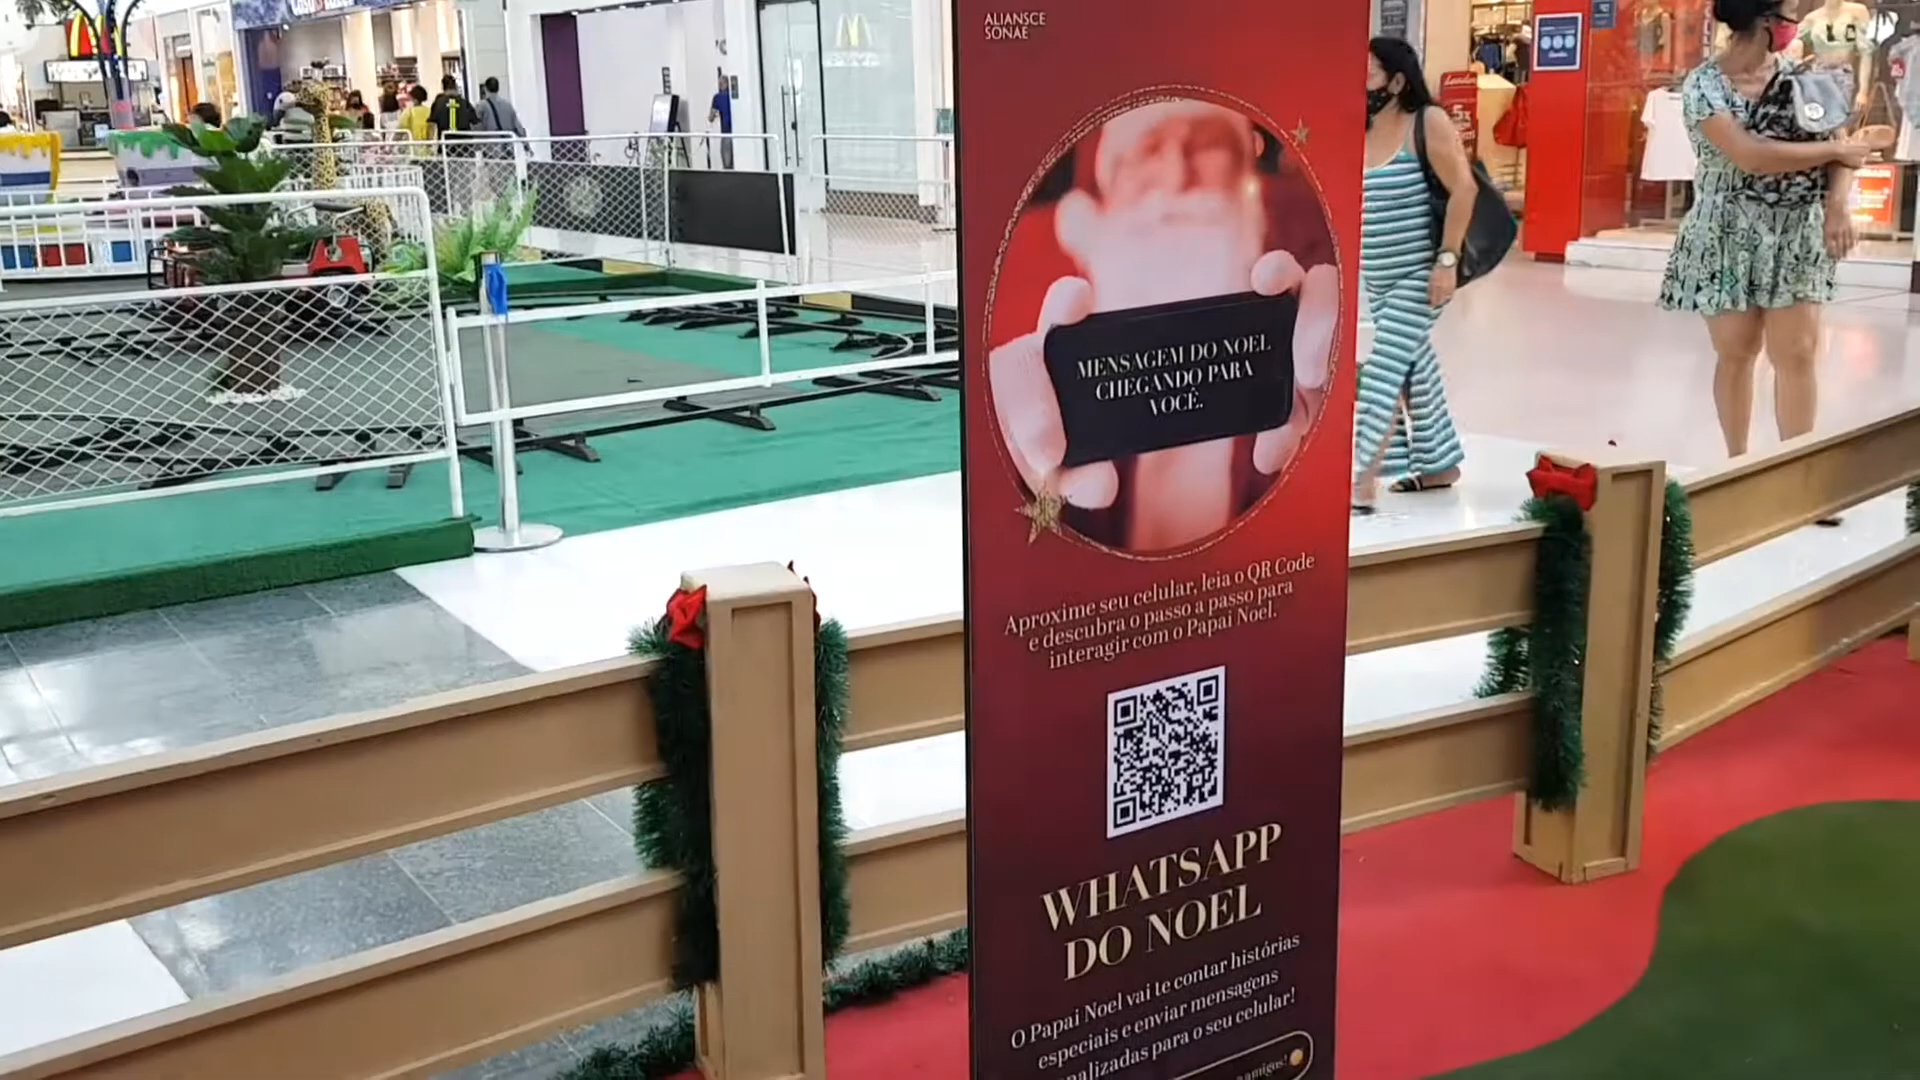 ALIANSCE
SONAE
MENSAGEM DO NOEL
CHEGANDO PARA
VOCÊ.
Aproxime seu celular, leia o QR Code
e descubra o passo a passo para
interagir com o Papai Noel.
WHATSAPP
DO NOEL
O Papai Noel vai te contar histórias
especiais e enviar mensagens
para o seu celular!
amigos!